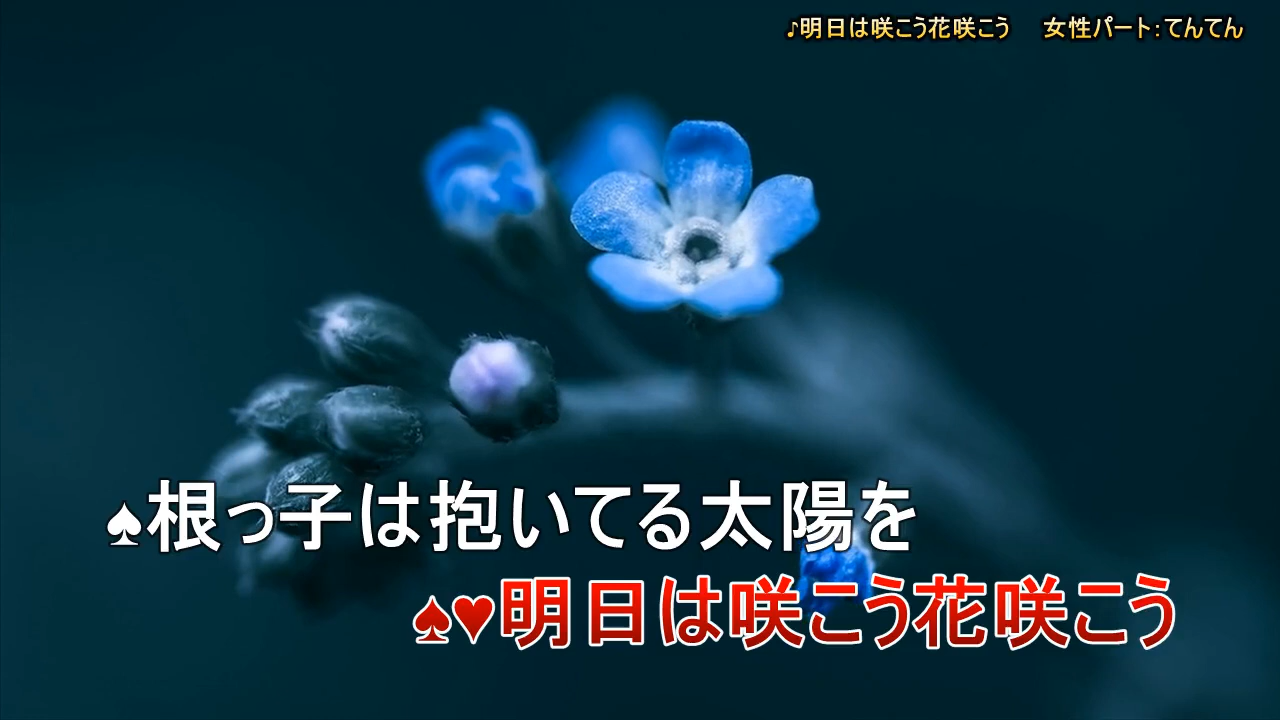 ♪明日は咲こう花咲こう　女性パート：てんてん
♠根っ子は抱いてる太陽を
♠♥明日は咲こう花咲こう